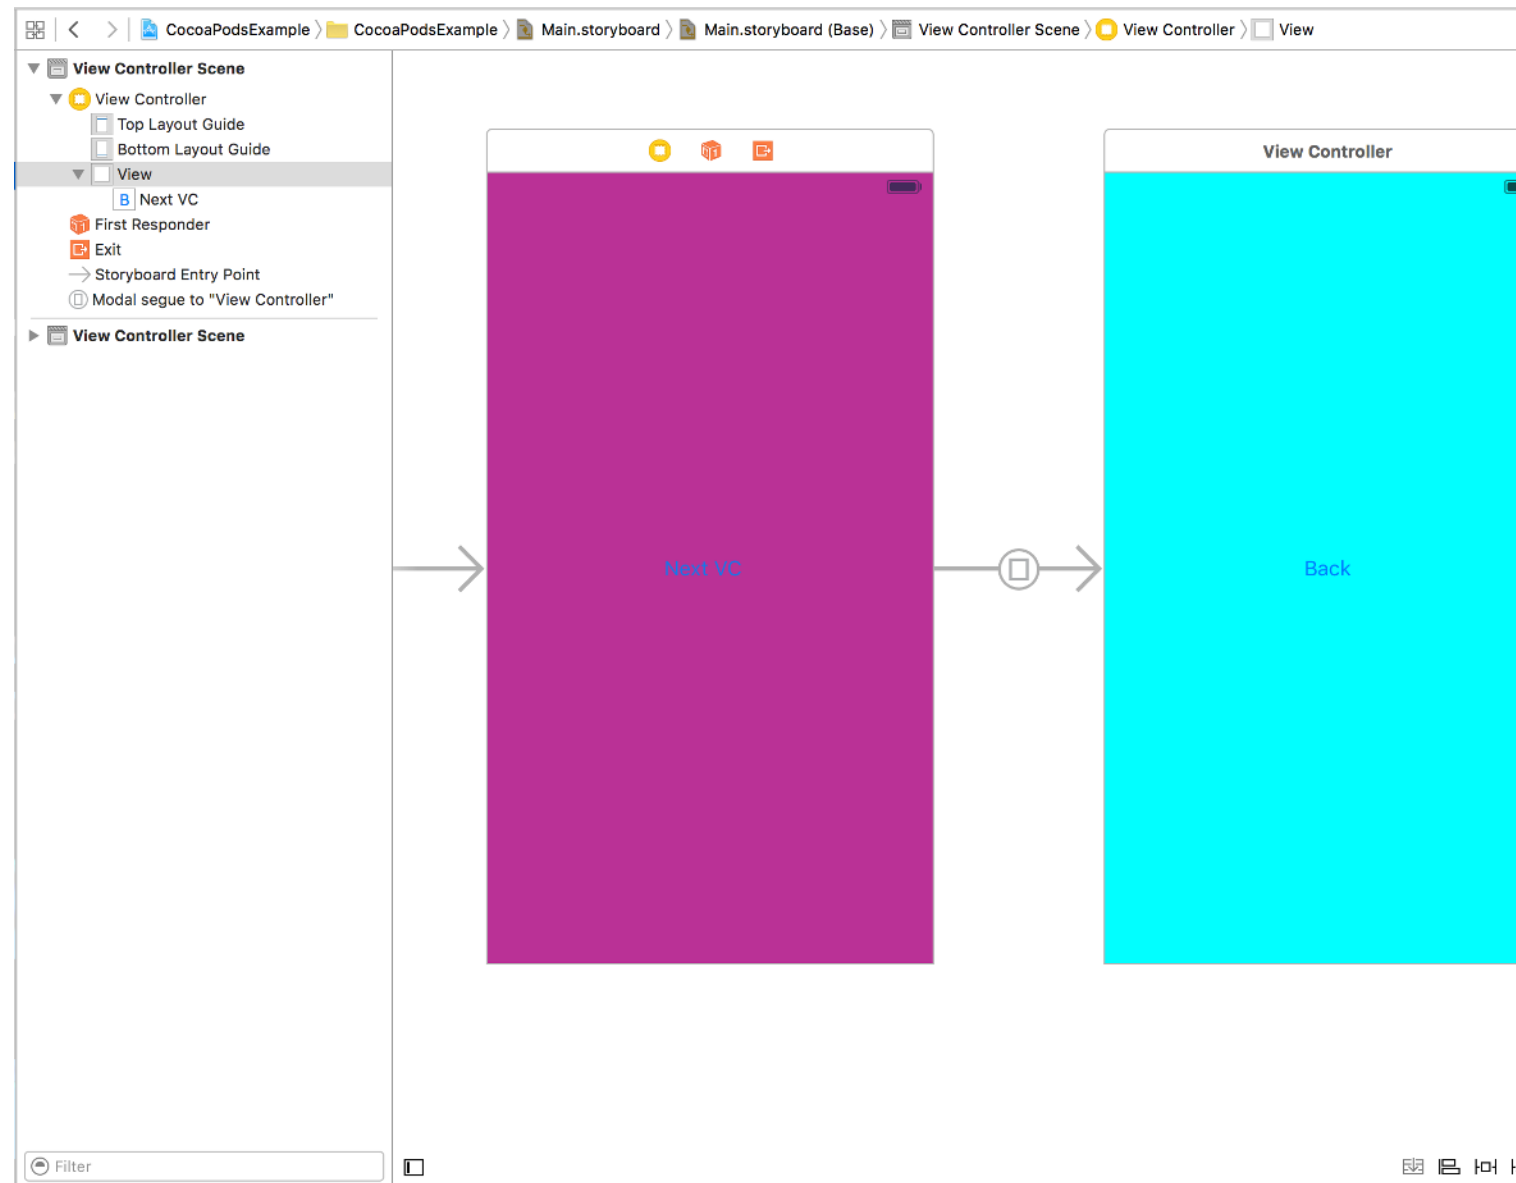 CocoaPodsExample CocoaPodsExample Main.storyboard Main.storyboard (Base) View Controller Scene View Controller View
View Controller Scene
View Controller
Top Layout Guide
Bottom Layout Guide
View
B Next VC
First Responder
Exit
Storyboard Entry Point
Modal segue to "View Controller"
View Controller Scene
View Controller
Next VC
Back
Filter